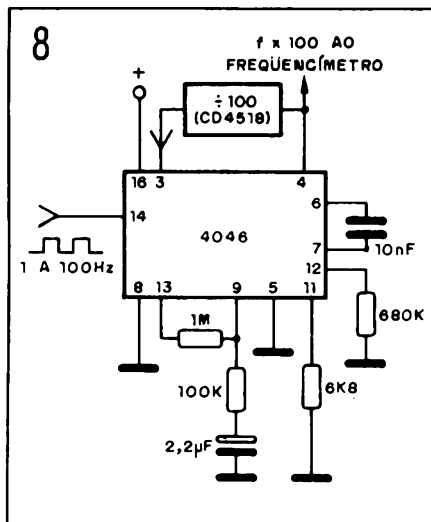 8
f x 100 AO
FREQÜENCÍMETRO
+
÷100
(CD4518)
16
3
4
14
4046
6
7
10nF
12
1 A 100Hz
8
13
9
5
11
1M
680K
100K
6K8
2,2µF